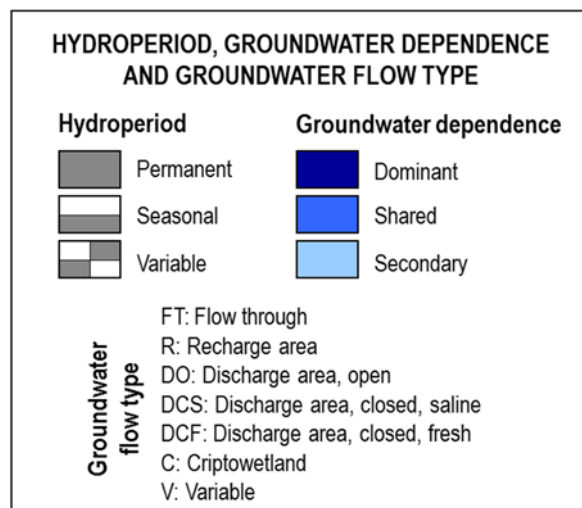 HYDROPERIOD, GROUNDWATER DEPENDENCE
AND GROUNDWATER FLOW TYPE
Hydroperiod
Permanent
Seasonal
Variable
Groundwater dependence
Dominant
Shared
Secondary
Groundwater
flow type
FT: Flow through
R: Recharge area
DO: Discharge area, open
DCS: Discharge area, closed, saline
DCF: Discharge area, closed, fresh
C: Criptowetland
V: Variable